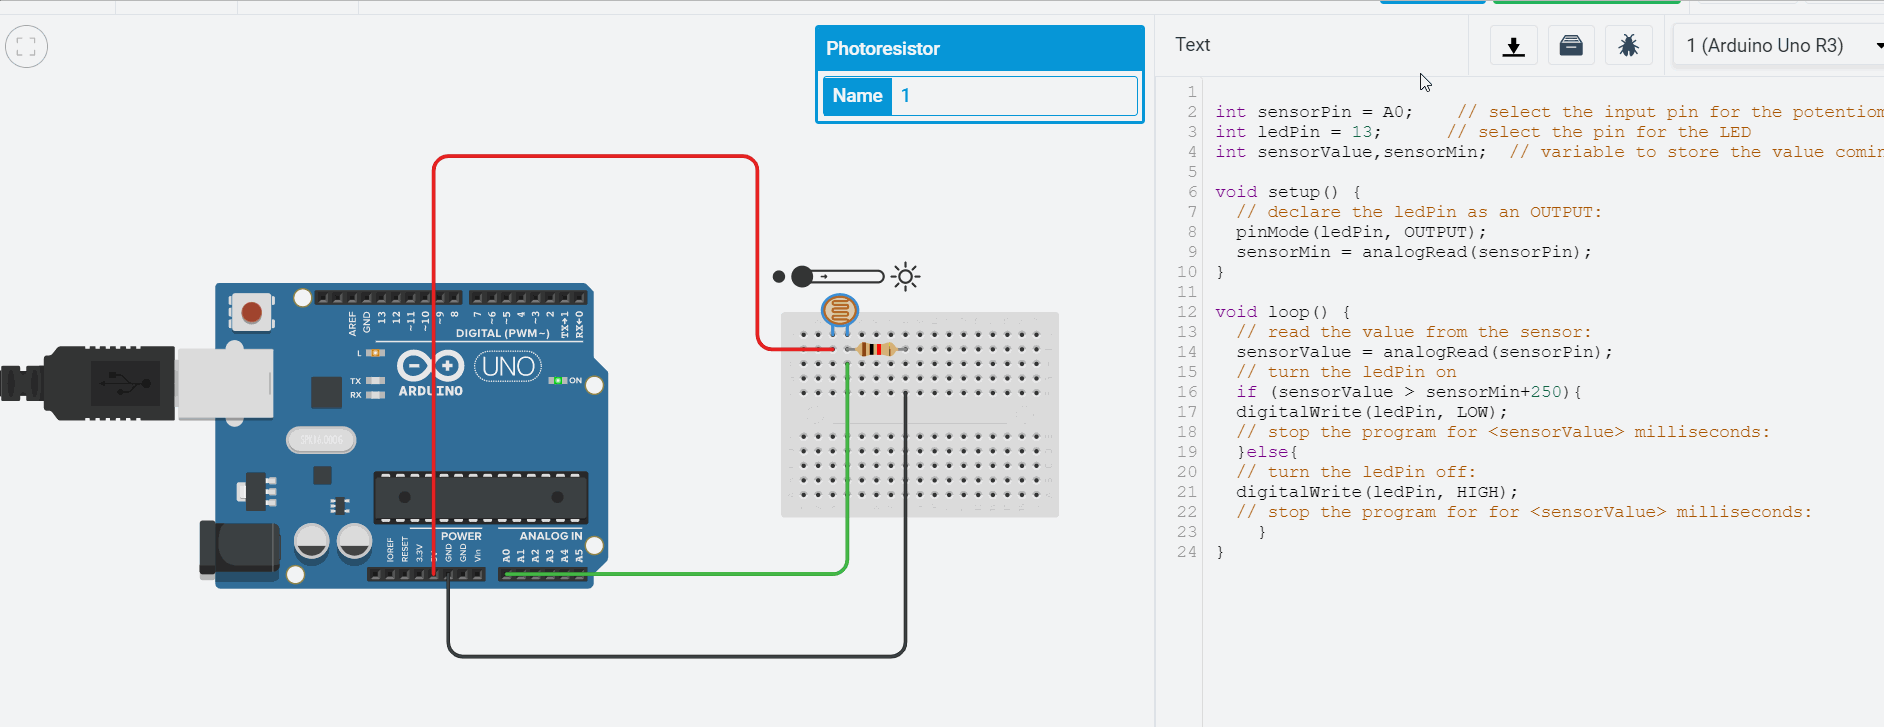 Photoresistor
Name 1
Text
1 (Arduino Uno R3)
1
2 int sensorPin = A0;    // select the input pin for the potentiom
3 int ledPin = 13;      // select the pin for the LED
4 int sensorValue,sensorMin;  // variable to store the value comin
5
6 void setup() {
7   // declare the ledPin as an OUTPUT:
8   pinMode(ledPin, OUTPUT);
9   sensorMin = analogRead(sensorPin);
10 }
11
12 void loop() {
13   // read the value from the sensor:
14   sensorValue = analogRead(sensorPin);
15   // turn the ledPin on
16   if (sensorValue > sensorMin+250){
17   digitalWrite(ledPin, LOW);
18   // stop the program for <sensorValue> milliseconds:
19   }else{
20   // turn the ledPin off:
21   digitalWrite(ledPin, HIGH);
22   // stop the program for for <sensorValue> milliseconds:
23     }
24 }
AREF GND 13 12 ~11 ~10 ~9 8 7 ~6 ~5 4 ~3 2 TX→1 RX←0
DIGITAL (PWM~)
L
TX
RX
ARDUINO
UNO
ON
POWER
ANALOG IN
IOREF RESET 3.3V GND GND Vin A0 A1 A2 A3 A4 A5